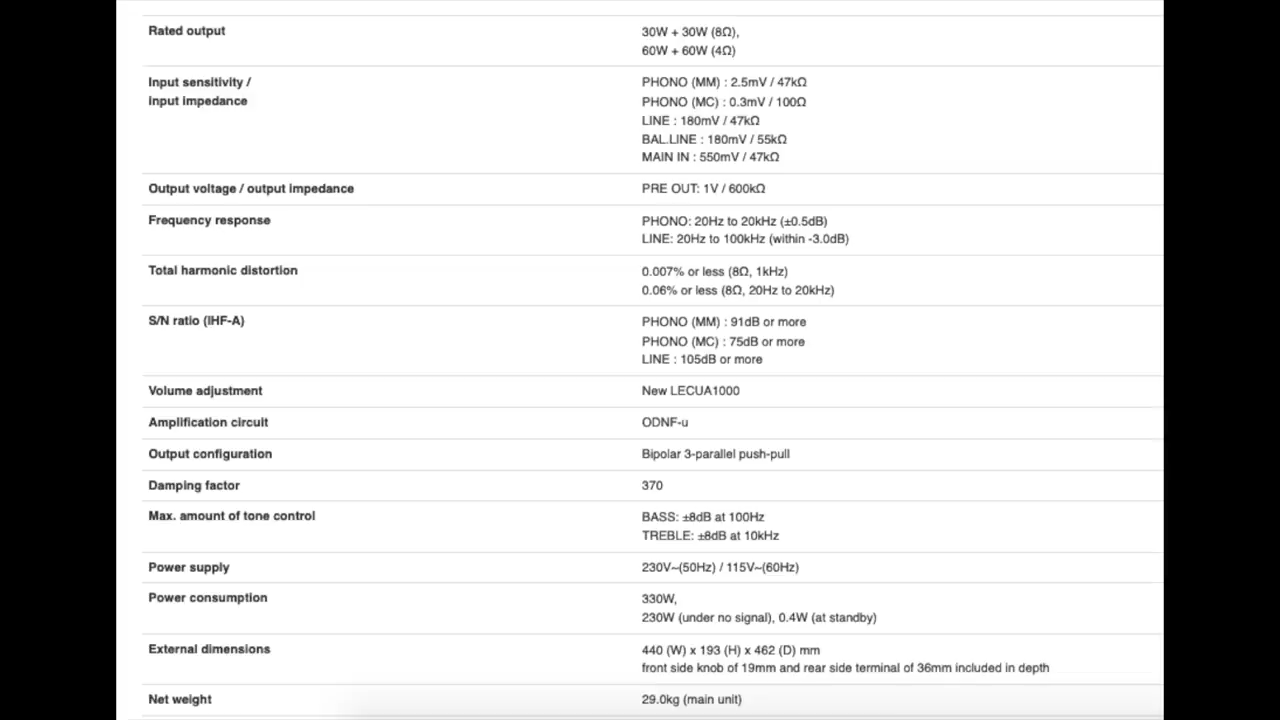 Rated output
30W + 30W (8Ω),
60W + 60W (4Ω)
Input sensitivity /
input impedance
PHONO (MM) : 2.5mV / 47kΩ
PHONO (MC) : 0.3mV / 100Ω
LINE : 180mV / 47kΩ
BAL.LINE : 180mV / 55kΩ
MAIN IN : 550mV / 47kΩ
Output voltage / output impedance
PRE OUT: 1V / 600kΩ
Frequency response
PHONO: 20Hz to 20kHz (±0.5dB)
LINE: 20Hz to 100kHz (within -3.0dB)
Total harmonic distortion
0.007% or less (8Ω, 1kHz)
0.06% or less (8Ω, 20Hz to 20kHz)
S/N ratio (IHF-A)
PHONO (MM) : 91dB or more
PHONO (MC) : 75dB or more
LINE : 105dB or more
Volume adjustment
New LECUA1000
Amplification circuit
ODNF-u
Output configuration
Bipolar 3-parallel push-pull
Damping factor
370
Max. amount of tone control
BASS: ±8dB at 100Hz
TREBLE: ±8dB at 10kHz
Power supply
230V~(50Hz) / 115V~(60Hz)
Power consumption
330W,
230W (under no signal), 0.4W (at standby)
External dimensions
440 (W) x 193 (H) x 462 (D) mm
front side knob of 19mm and rear side terminal of 36mm included in depth
Net weight
29.0kg (main unit)